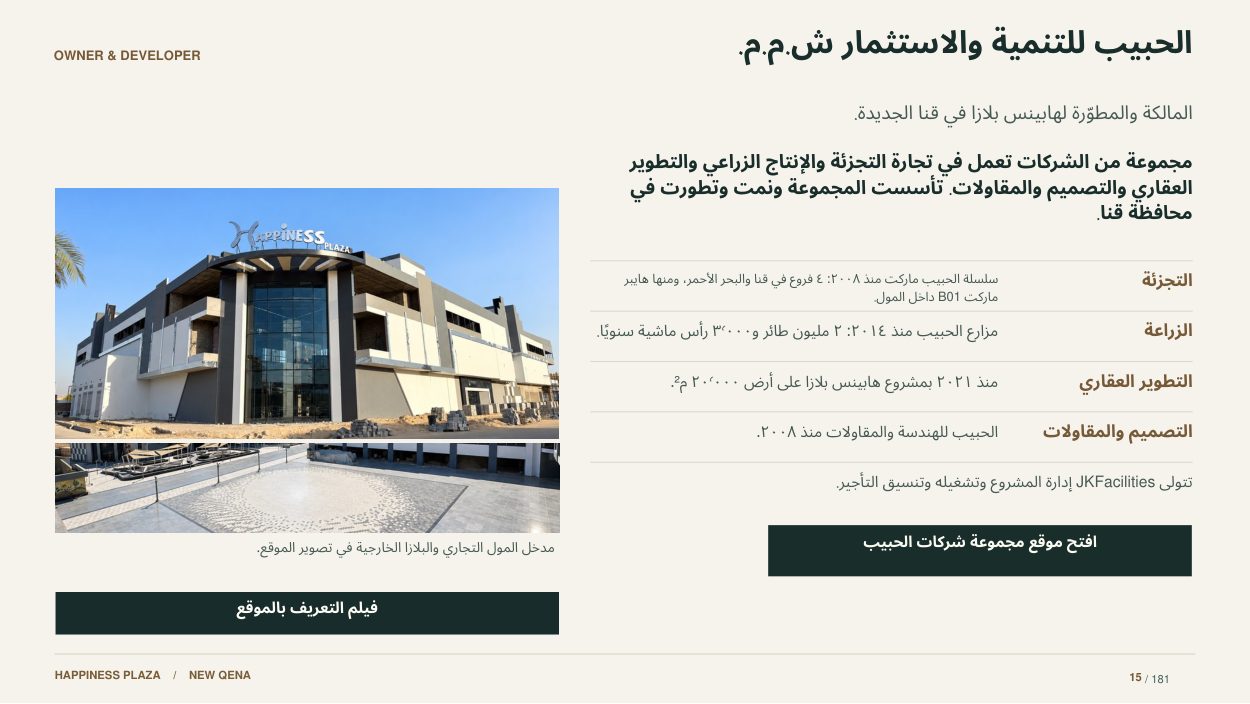 OWNER & DEVELOPER
الحبيب للتنمية والاستثمار ش.م.م.
المالكة والمطوّرة لهابينس بلازا في قنا الجديدة.
مجموعة من الشركات تعمل في تجارة التجزئة والإنتاج الزراعي والتطوير
العقاري والتصميم والمقاولات. تأسست المجموعة ونمت وتطورت في
محافظة قنا.
التجزئة
سلسلة الحبيب ماركت منذ ٢٠٠٨: ٤ فروع في قنا والبحر الأحمر، ومنها هايبر
ماركت B01 داخل المول.
الزراعة
مزارع الحبيب منذ ٢٠١٤: ٢ مليون طائر و٣٬٠٠٠ رأس ماشية سنويًا.
التطوير العقاري
منذ ٢٠٢١ بمشروع هابينس بلازا على أرض ٢٠٬٠٠٠ م².
التصميم والمقاولات
الحبيب للهندسة والمقاولات منذ ٢٠٠٨.
تتولى JKFacilities إدارة المشروع وتشغيله وتنسيق التأجير.
افتح موقع مجموعة شركات الحبيب
HAPPINESS
PLAZA
مدخل المول التجاري والبلازا الخارجية في تصوير الموقع.
فيلم التعريف بالموقع
HAPPINESS PLAZA / NEW QENA
15 / 181